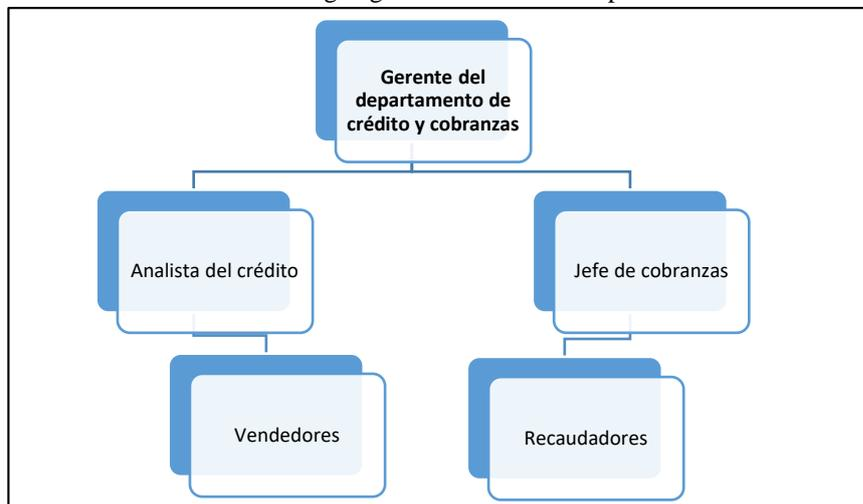 Gerente del
departamento de
crédito y cobranzas
Analista del crédito
Jefe de cobranzas
Vendedores
Recaudadores